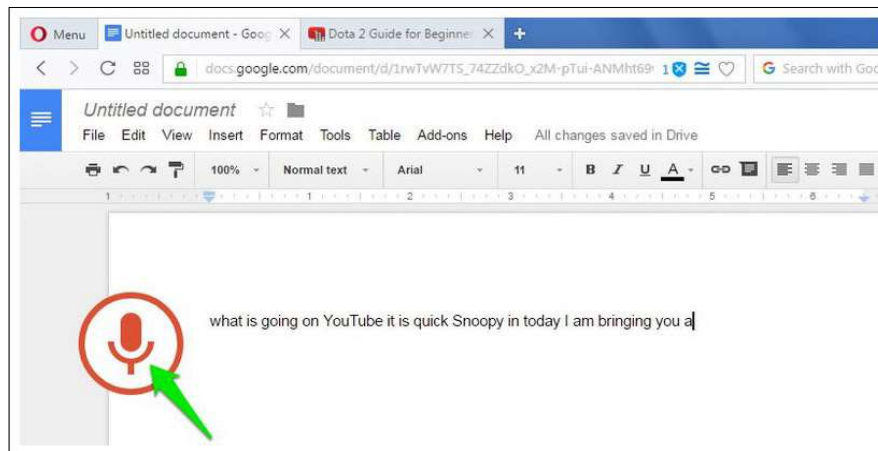 Menu Untitled document - Goog Dota 2 Guide for Beginner
docs.google.com/document/d/1rwTvW7TS_74ZZdkO_x2M-pTui-ANMht69 1 G Search with Goo
Untitled document
File Edit View Insert Format Tools Table Add-ons Help All changes saved in Drive
100% Normal text Arial 11 B I U A
1 1 2 3 4 5 6
what is going on YouTube it is quick Snoopy in today I am bringing you a